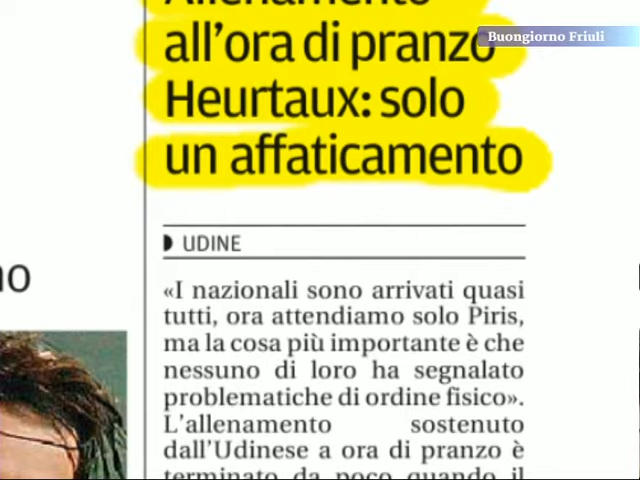 Allenamento
all'ora di pranzo
Heurtaux: solo
un affaticamento
Buongiorno Friuli
UDINE
«I nazionali sono arrivati quasi
tutti, ora attendiamo solo Piris,
ma la cosa più importante è che
nessuno di loro ha segnalato
problematiche di ordine fisico».
L'allenamento sostenuto
dall'Udinese a ora di pranzo è
terminato da poco quando il